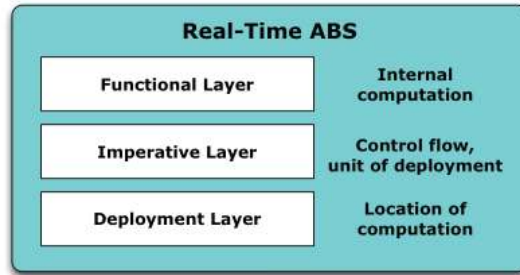 Real-Time ABS
Functional Layer
Internal
computation
Imperative Layer
Control flow,
unit of deployment
Deployment Layer
Location of
computation